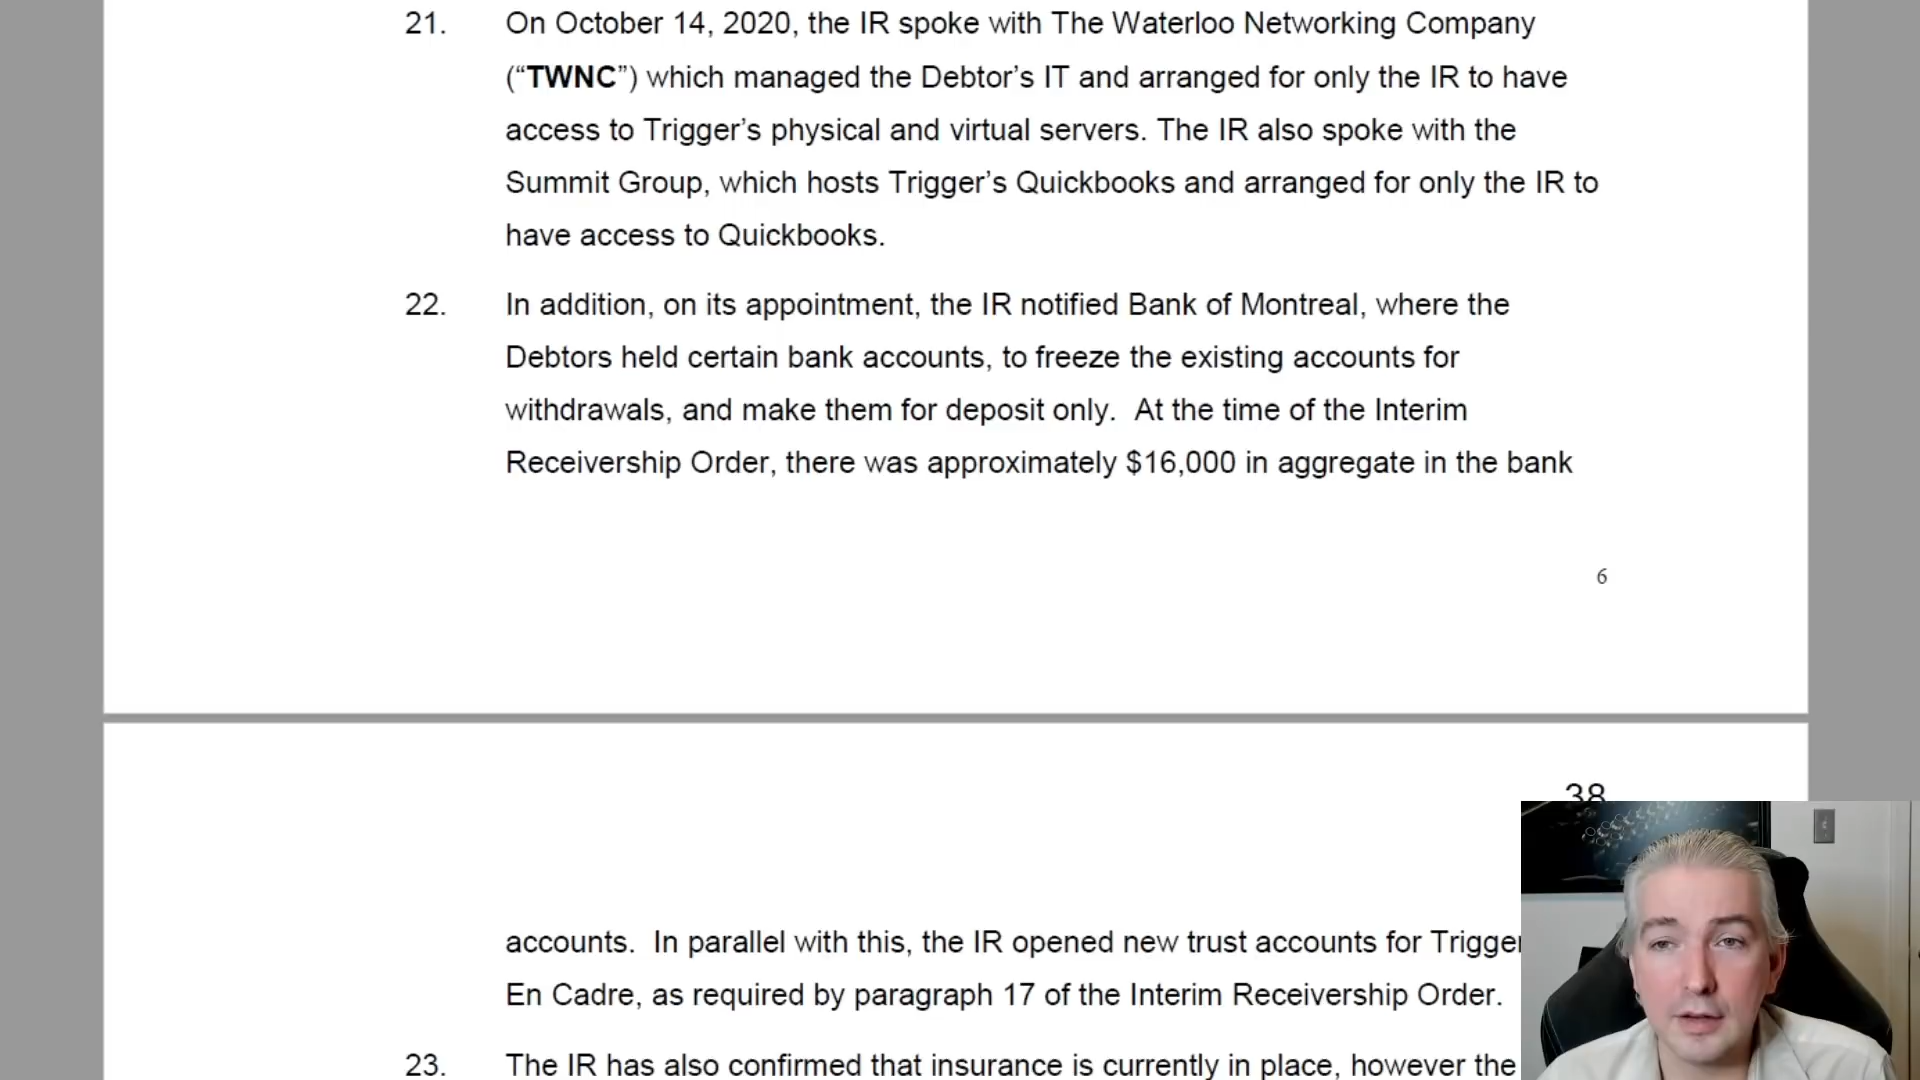 21. On October 14, 2020, the IR spoke with The Waterloo Networking Company
(“TWNC”) which managed the Debtor’s IT and arranged for only the IR to have
access to Trigger’s physical and virtual servers. The IR also spoke with the
Summit Group, which hosts Trigger’s Quickbooks and arranged for only the IR to
have access to Quickbooks.
22. In addition, on its appointment, the IR notified Bank of Montreal, where the
Debtors held certain bank accounts, to freeze the existing accounts for
withdrawals, and make them for deposit only. At the time of the Interim
Receivership Order, there was approximately $16,000 in aggregate in the bank
6
38
accounts. In parallel with this, the IR opened new trust accounts for Trigger
En Cadre, as required by paragraph 17 of the Interim Receivership Order.
23. The IR has also confirmed that insurance is currently in place, however the